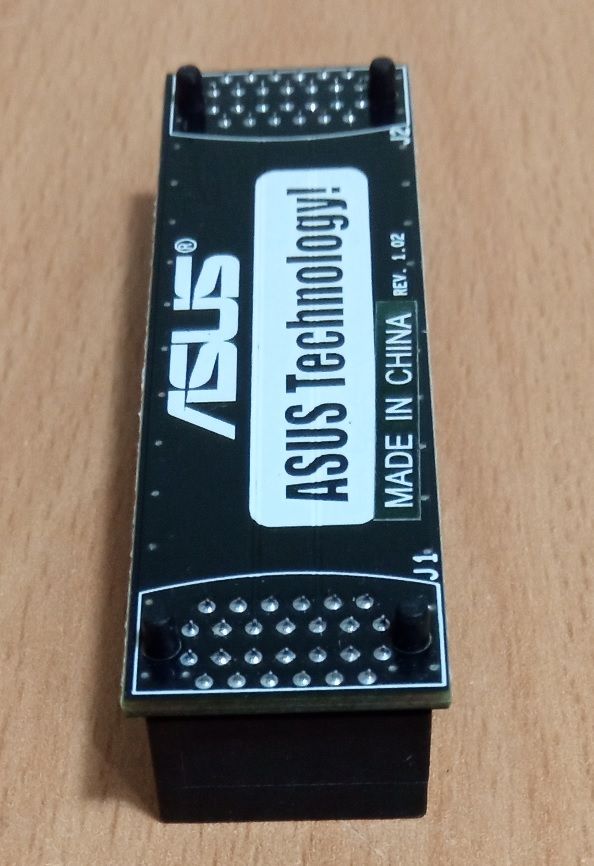 J2
ASUS®
ASUS Technology!
MADE IN CHINA
REV. 1.02
J1